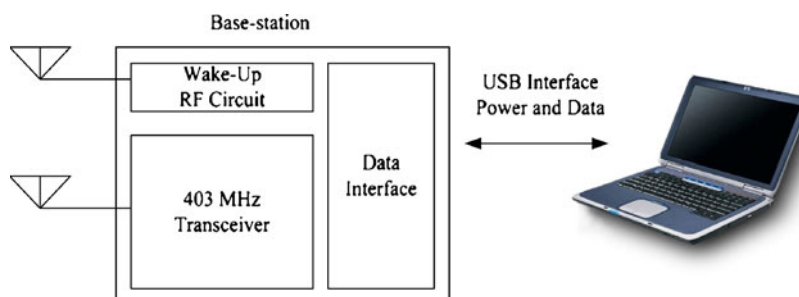 Base-station
Wake-Up
RF Circuit
403 MHz
Transceiver
Data
Interface
USB Interface
Power and Data